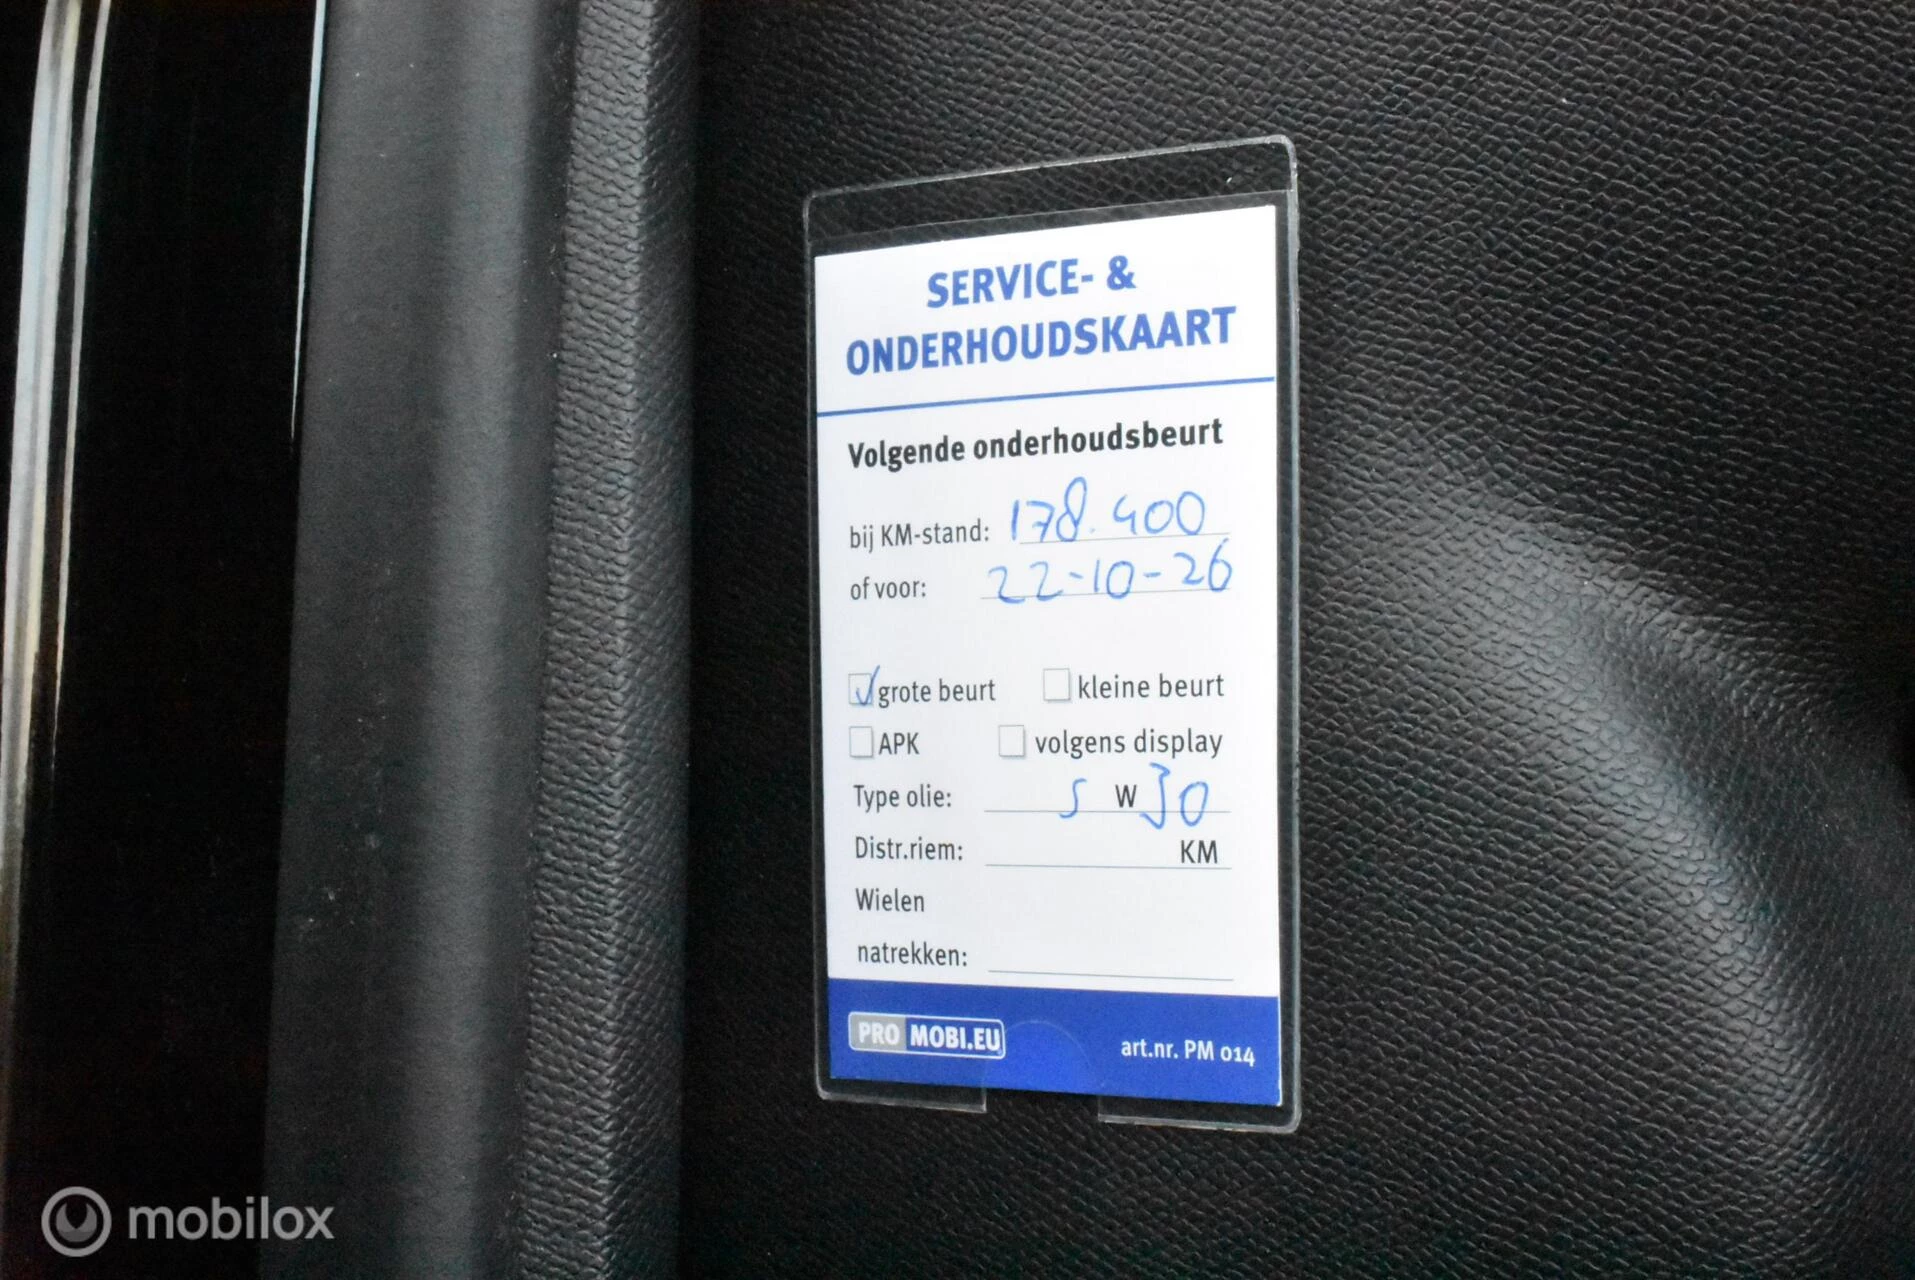 SERVICE- &
ONDERHOUDSKAART
Volgende onderhoudsbeurt
bij KM-stand: 178.400
of voor: 22-10-26
grote beurt kleine beurt
APK volgens display
Type olie: 5 W 30
Distr.riem: KM
Wielen
natrekken:
PRO MOBI.EU art.nr. PM 014
mobilox